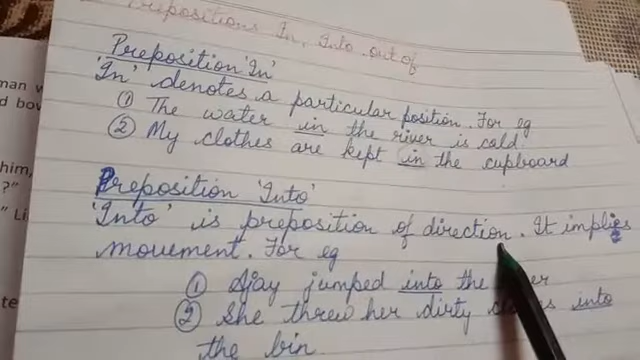 Prepositions In, Into out of
Preposition 'In'
'In' denotes a particular position. For eg
① The water in the river is cold.
② My clothes are kept in the cupboard
Preposition 'Into'
'Into' is preposition of direction. It implies
movement. For eg
① Ajay jumped into the
② She threw her dirty into
the bin.
him,
?"